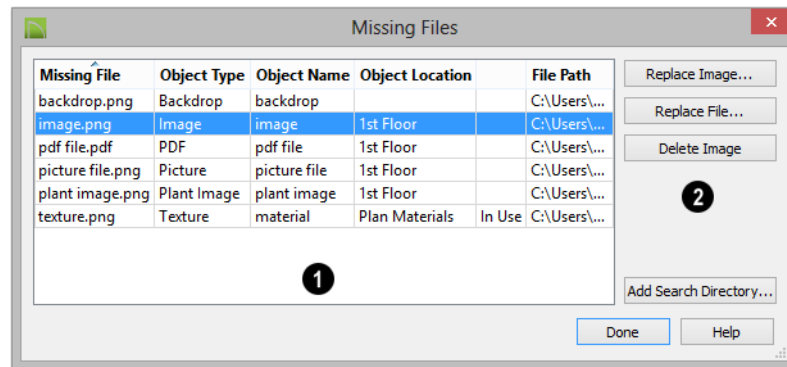 Missing Files
Missing File Object Type Object Name Object Location File Path
backdrop.png Backdrop backdrop C:\Users\...
image.png Image image 1st Floor C:\Users\...
pdf file.pdf PDF pdf file 1st Floor C:\Users\...
picture file.png Picture picture file 1st Floor C:\Users\...
plant image.png Plant Image plant image 1st Floor C:\Users\...
texture.png Texture material Plan Materials In Use C:\Users\...
1
Replace Image...
Replace File...
Delete Image
2
Add Search Directory...
Done Help